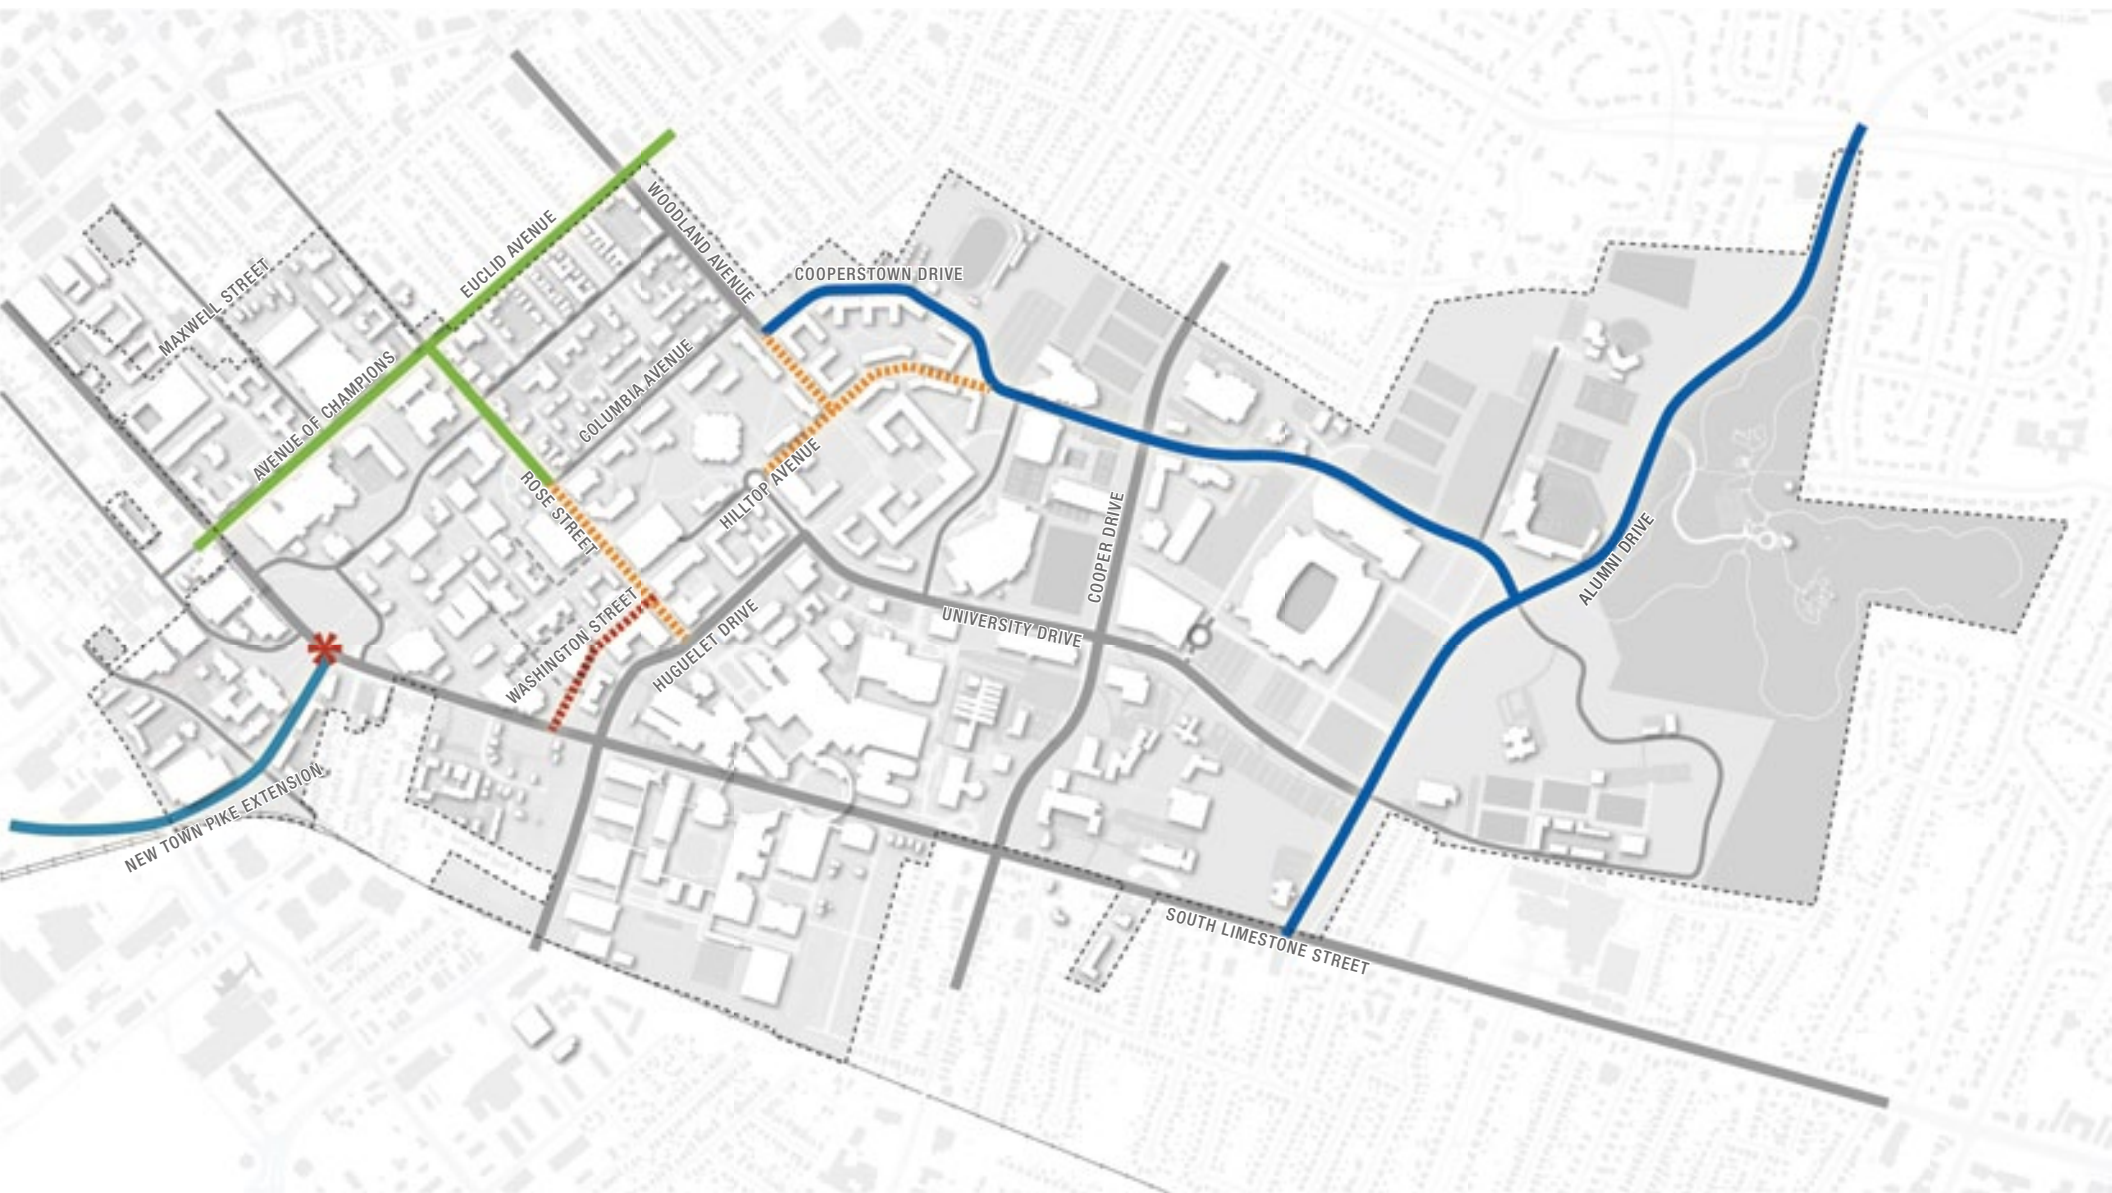 WOODLAND AVENUE
EUCLID AVENUE
COOPERSTOWN DRIVE
MAXWELL STREET
AVENUE OF CHAMPIONS
COLUMBIA AVENUE
HILLTOP AVENUE
ROSE STREET
COOPER DRIVE
ALUMNI DRIVE
WASHINGTON STREET
HUGUELET DRIVE
UNIVERSITY DRIVE
NEW TOWN PIKE EXTENSION
SOUTH LIMESTONE STREET